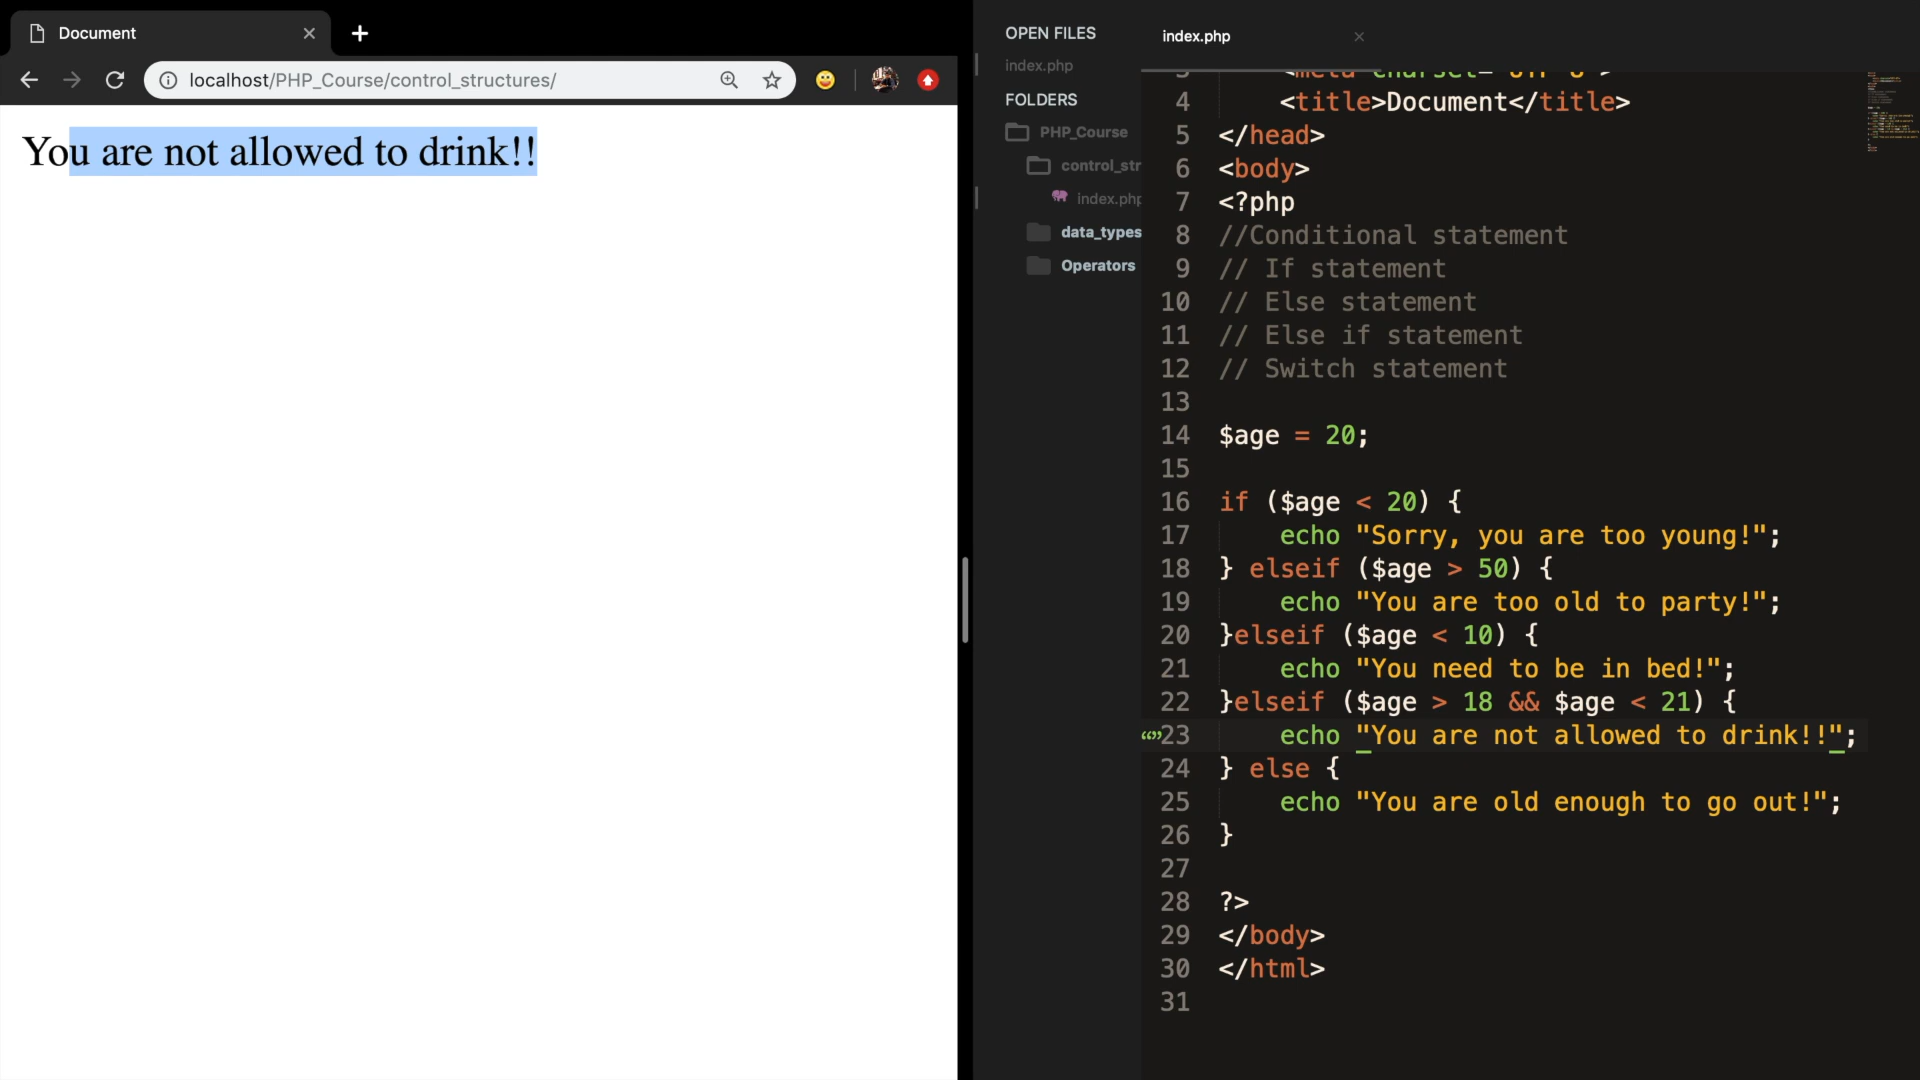 Document
localhost/PHP_Course/control_structures/
You are not allowed to drink!!
OPEN FILES
index.php
FOLDERS
PHP_Course
control_str
index.php
data_types
Operators
index.php
3 <meta charset="UTF-8">
4 <title>Document</title>
5 </head>
6 <body>
7 <?php
8 //Conditional statement
9 // If statement
10 // Else statement
11 // Else if statement
12 // Switch statement
13
14 $age = 20;
15
16 if ($age < 20) {
17 echo "Sorry, you are too young!";
18 } elseif ($age > 50) {
19 echo "You are too old to party!";
20 }elseif ($age < 10) {
21 echo "You need to be in bed!";
22 }elseif ($age > 18 && $age < 21) {
23 echo "You are not allowed to drink!!";
24 } else {
25 echo "You are old enough to go out!";
26 }
27
28 ?>
29 </body>
30 </html>
31